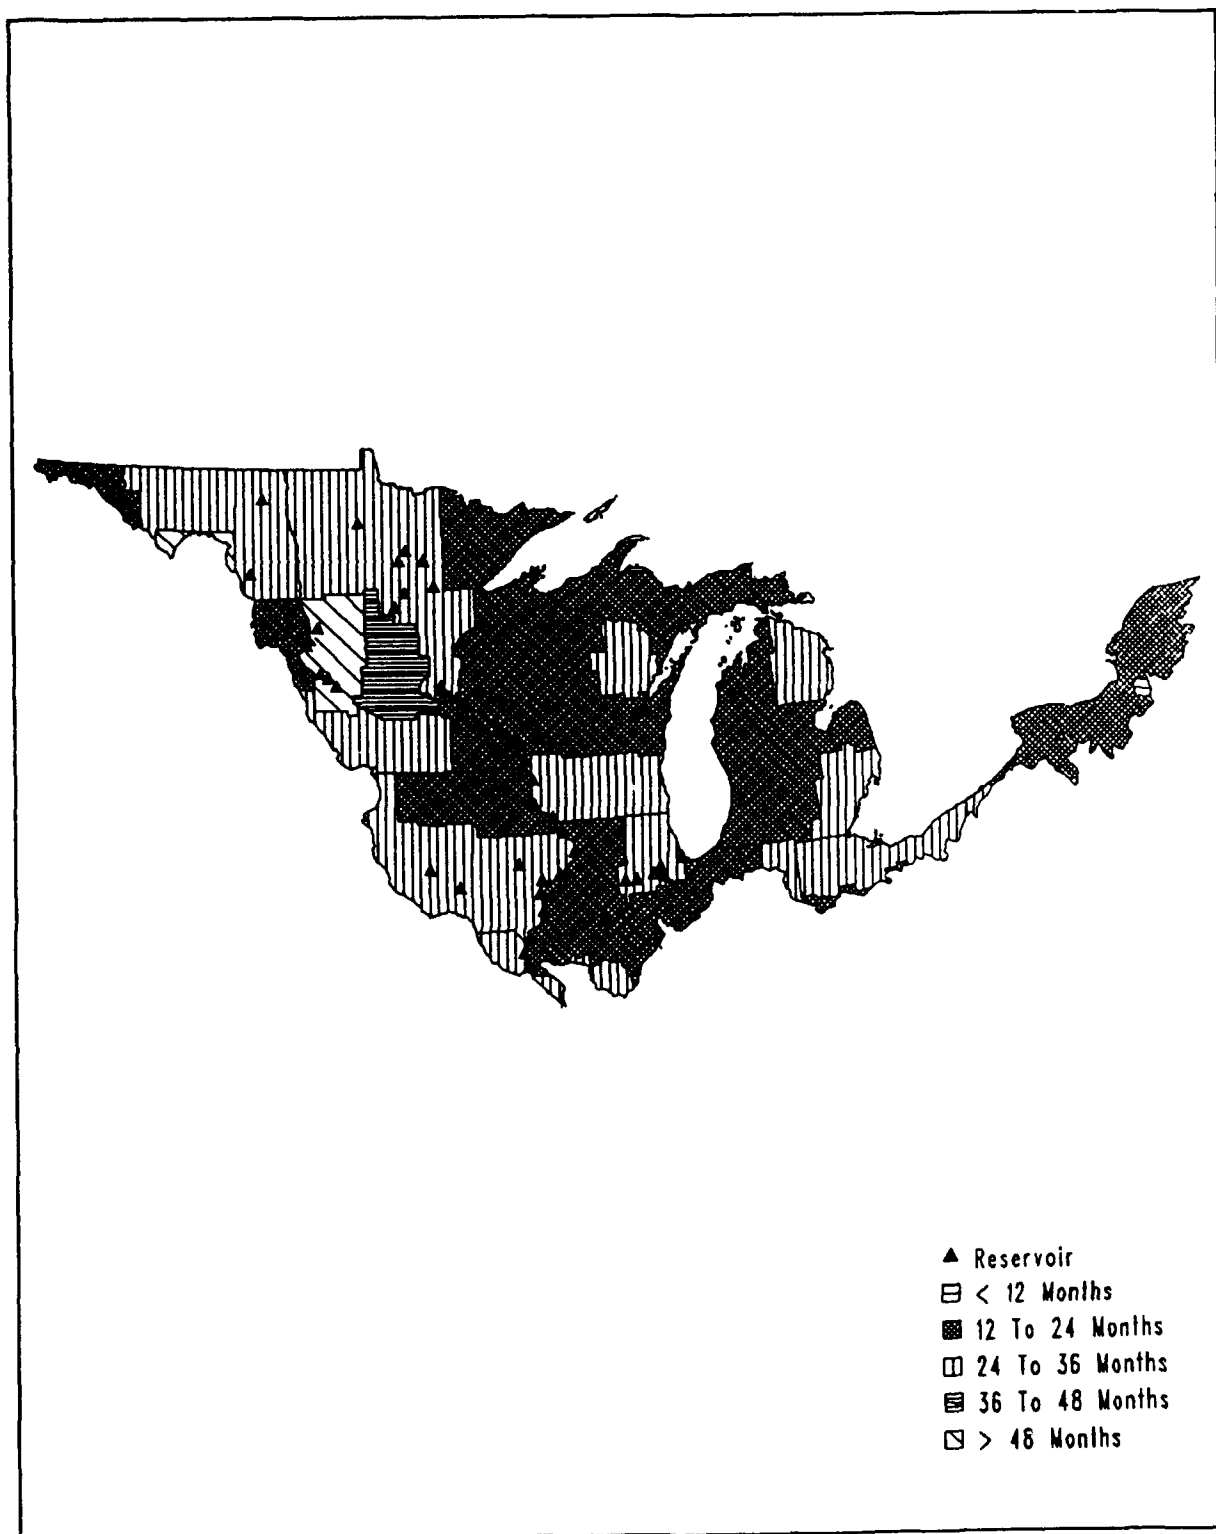 Reservoir
< 12 Months
12 To 24 Months
24 To 36 Months
36 To 48 Months
> 48 Months